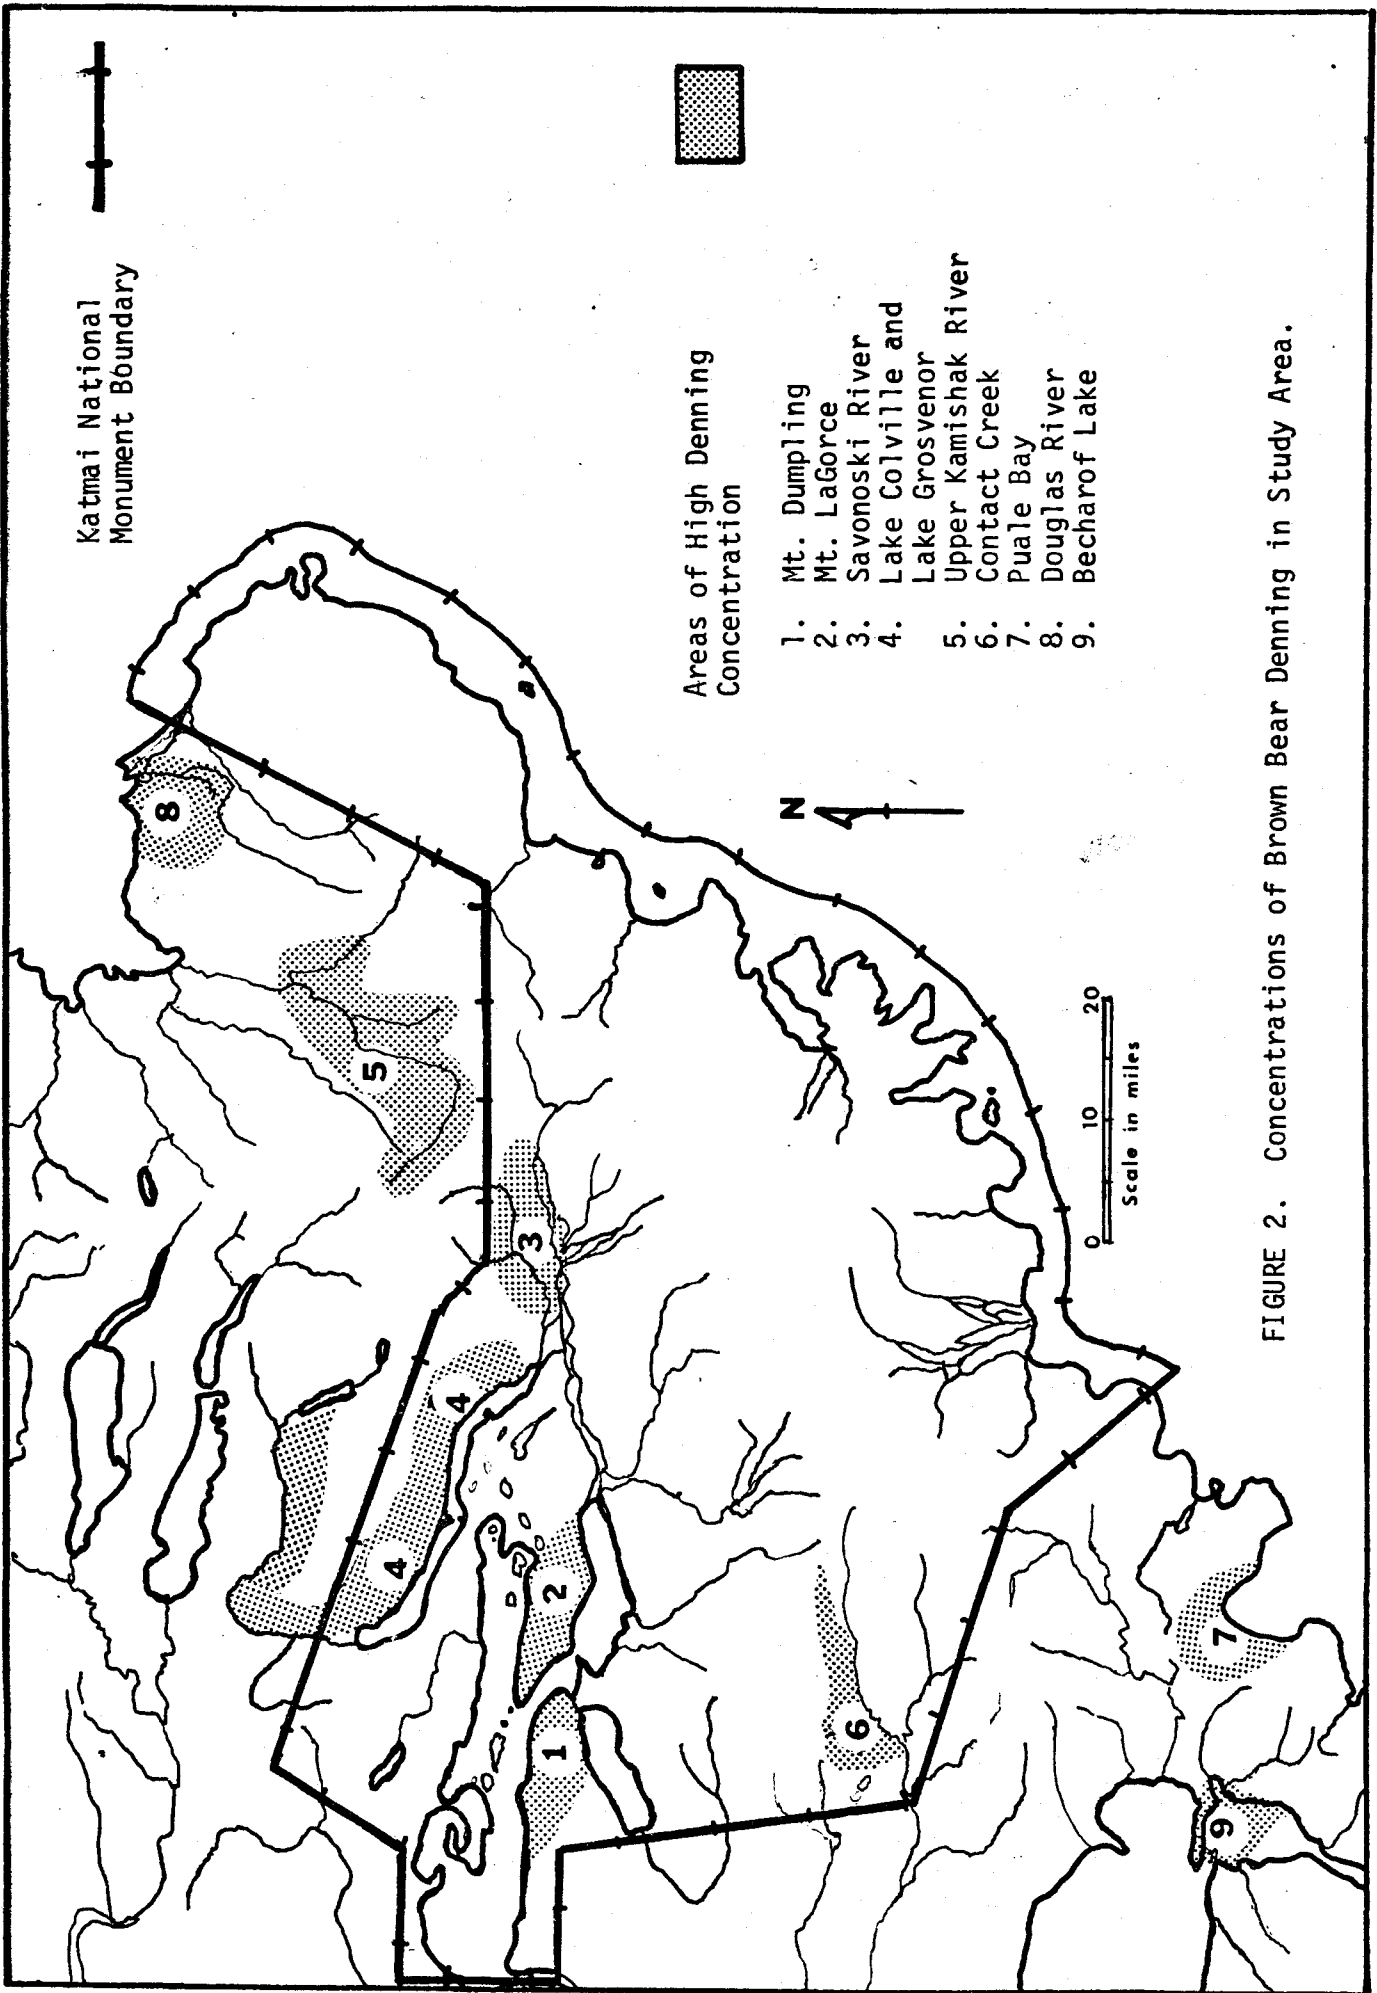 Katmai National
Monument Boundary
Areas of High Denning
Concentration
1. Mt. Dumpling
2. Mt. LaGorce
3. Savonoski River
4. Lake Colville and
Lake Grosvenor
5. Upper Kamishak River
6. Contact Creek
7. Puale Bay
8. Douglas River
9. Becharof Lake
N
8
5
3
4
4
2
1
6
7
9
0 10 20
Scale in miles
FIGURE 2. Concentrations of Brown Bear Denning in Study Area.